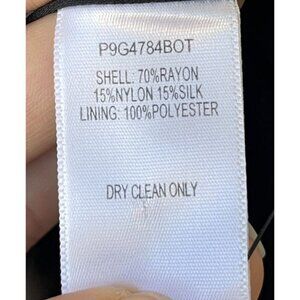 P9G4784BOT
SHELL: 70%RAYON
15%NYLON 15%SILK
LINING: 100%POLYESTER
DRY CLEAN ONLY